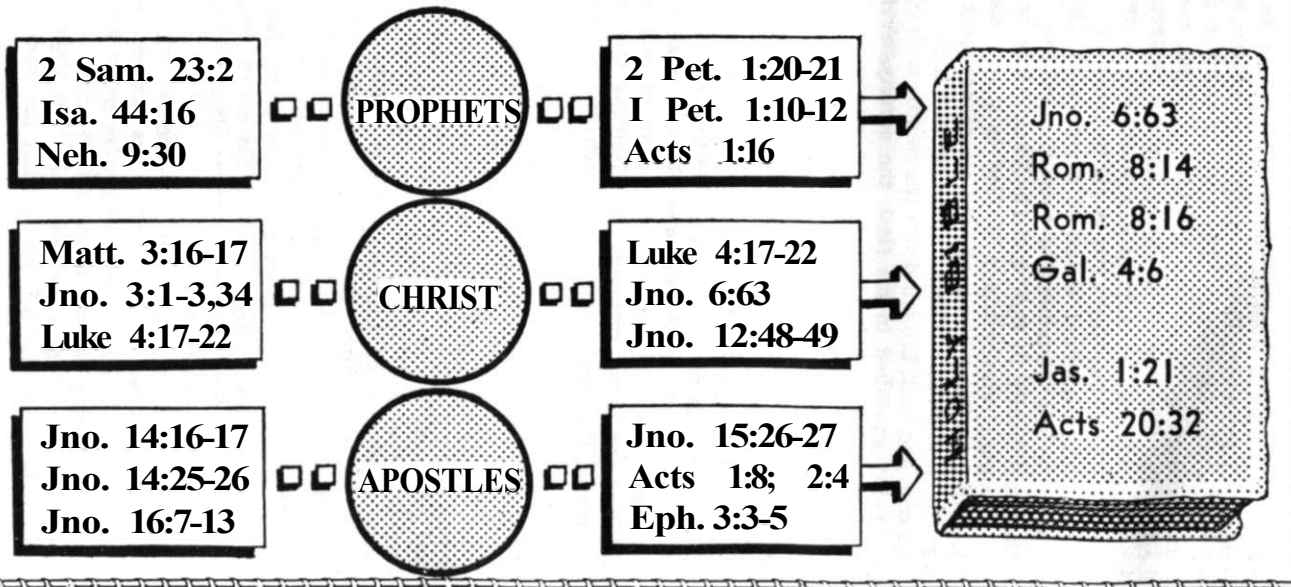 2 Sam. 23:2
Isa. 44:16
Neh. 9:30
PROPHETS
2 Pet. 1:20-21
I Pet. 1:10-12
Acts 1:16
Matt. 3:16-17
Jno. 3:1-3,34
Luke 4:17-22
CHRIST
Luke 4:17-22
Jno. 6:63
Jno. 12:48-49
Jno. 14:16-17
Jno. 14:25-26
Jno. 16:7-13
APOSTLES
Jno. 15:26-27
Acts 1:8; 2:4
Eph. 3:3-5
Jno. 6:63
Rom. 8:14
Rom. 8:16
Gal. 4:6
Jas. 1:21
Acts 20:32